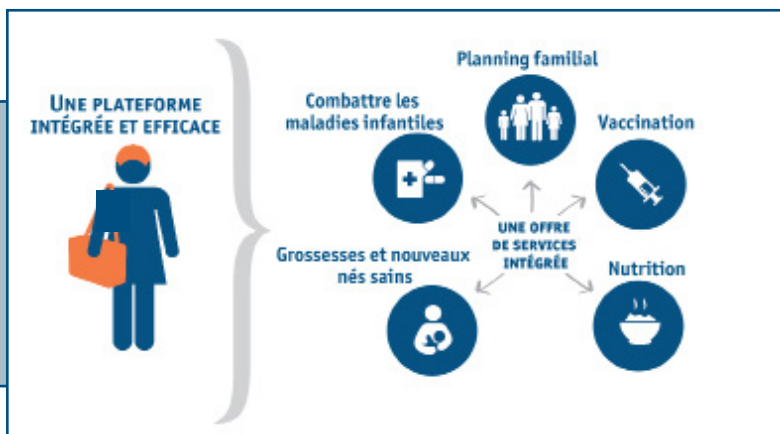 UNE PLATEFORME
INTÉGRÉE ET EFFICACE
Planning familial
Combattre les
maladies infantiles
Vaccination
UNE OFFRE
DE SERVICES
INTÉGRÉE
Grossesses et nouveaux
nés sains
Nutrition